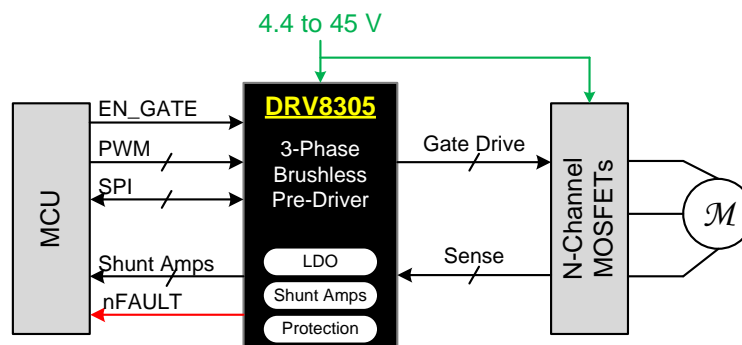 4.4 to 45 V
DRV8305
3-Phase
Brushless
Pre-Driver
LDO
Shunt Amps
Protection
MCU
EN_GATE
PWM
SPI
Shunt Amps
nFAULT
Gate Drive
Sense
N-Channel
MOSFETs
M